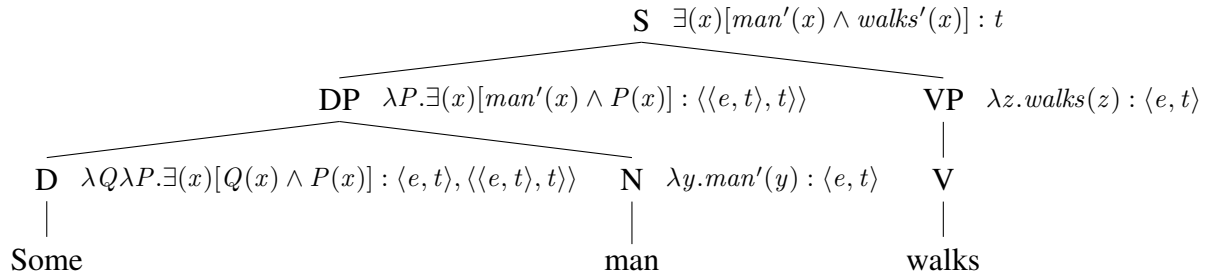 S ∃(x)[man′(x) ∧ walks′(x)] : t
DP λP.∃(x)[man′(x) ∧ P(x)] : ⟨⟨e, t⟩, t⟩⟩ VP λz.walks(z) : ⟨e, t⟩
D λQλP.∃(x)[Q(x) ∧ P(x)] : ⟨e, t⟩, ⟨⟨e, t⟩, t⟩⟩ N λy.man′(y) : ⟨e, t⟩ V
Some man walks